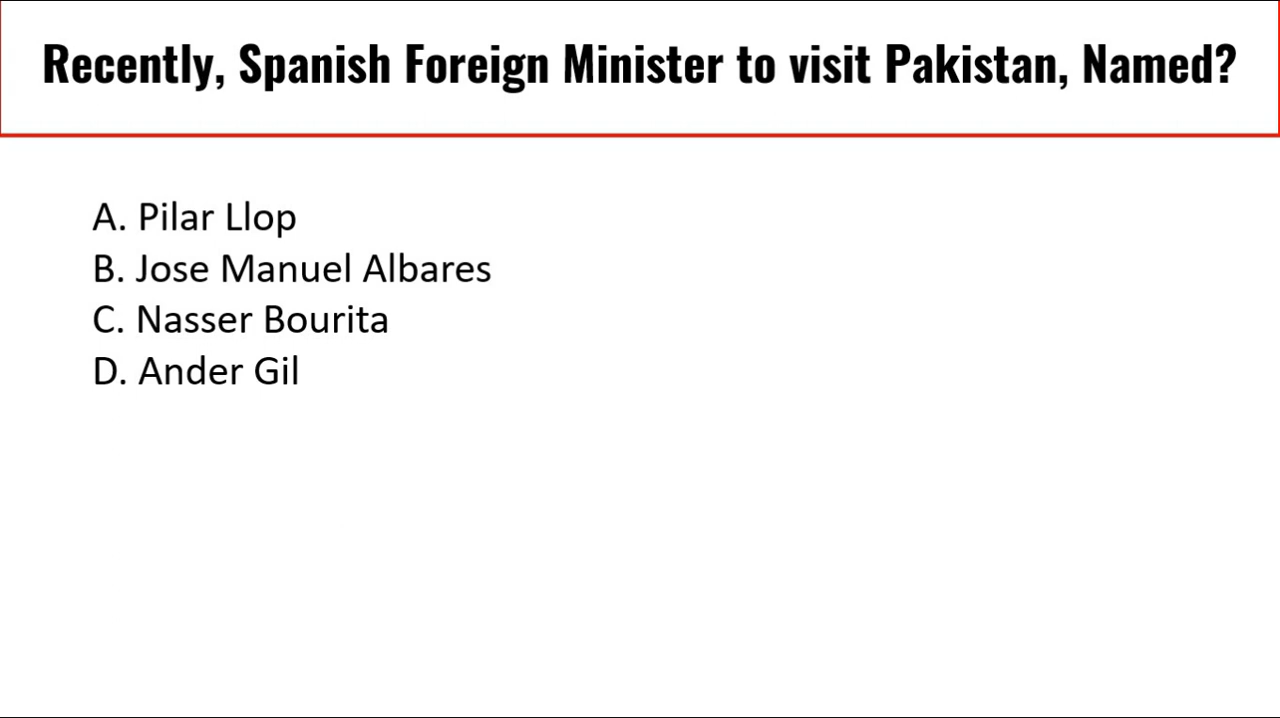 Recently, Spanish Foreign Minister to visit Pakistan, Named?
A. Pilar Llop
B. Jose Manuel Albares
C. Nasser Bourita
D. Ander Gil